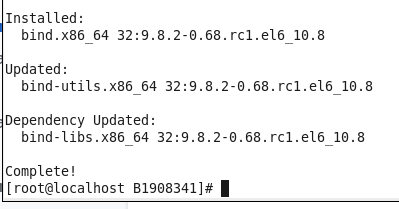 Installed:
  bind.x86_64 32:9.8.2-0.68.rc1.el6_10.8
Updated:
  bind-utils.x86_64 32:9.8.2-0.68.rc1.el6_10.8
Dependency Updated:
  bind-libs.x86_64 32:9.8.2-0.68.rc1.el6_10.8
Complete!
[root@localhost B1908341]#